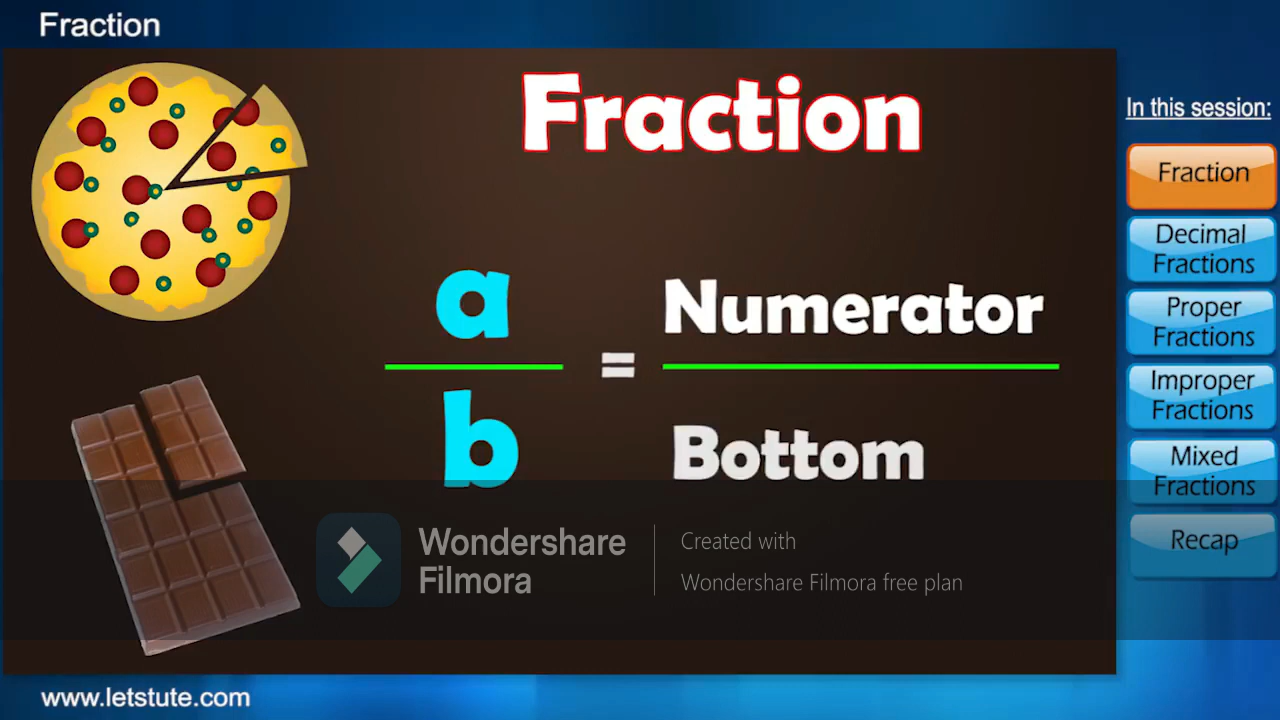 Fraction
Fraction
a
b
=
Numerator
Bottom
In this session:
Fraction
Decimal
Fractions
Proper
Fractions
Improper
Fractions
Mixed
Fractions
Recap
Wondershare
Filmora
Created with
Wondershare Filmora free plan
www.letstute.com